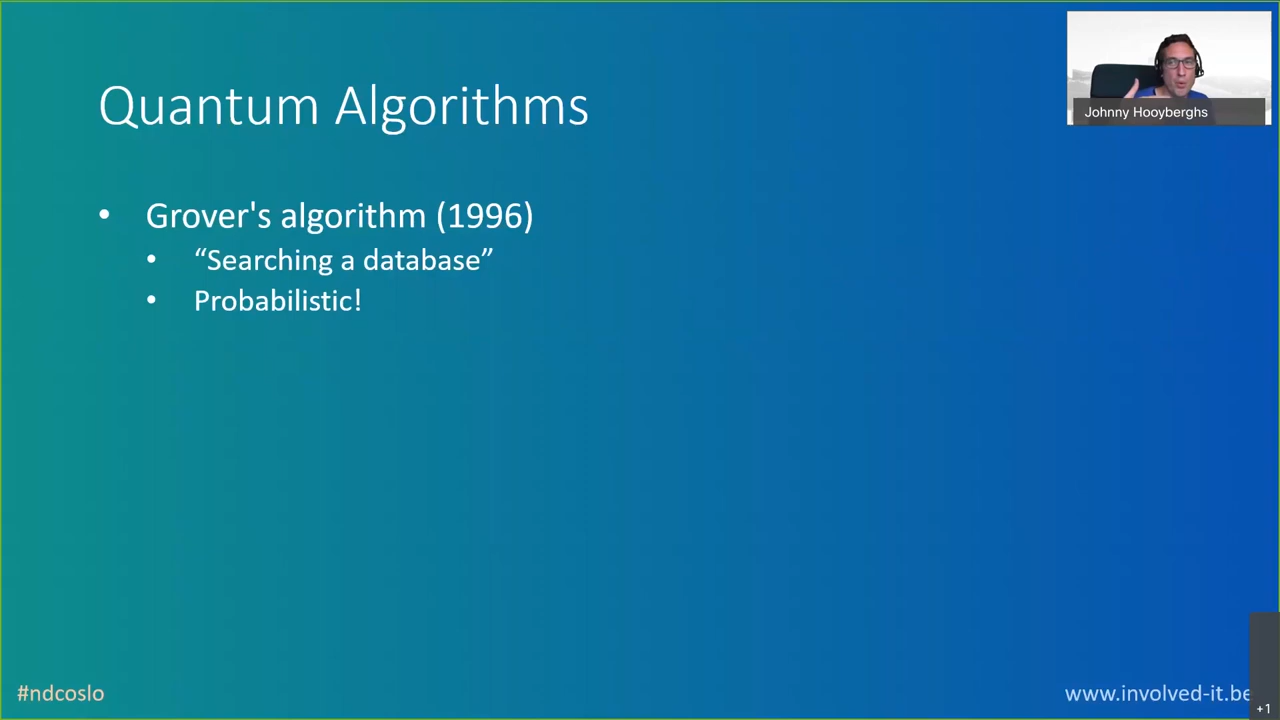 Quantum Algorithms
Johnny Hooyberghs
• Grover's algorithm (1996)
• “Searching a database”
• Probabilistic!
#ndcoslo
www.involved-it.be
+1